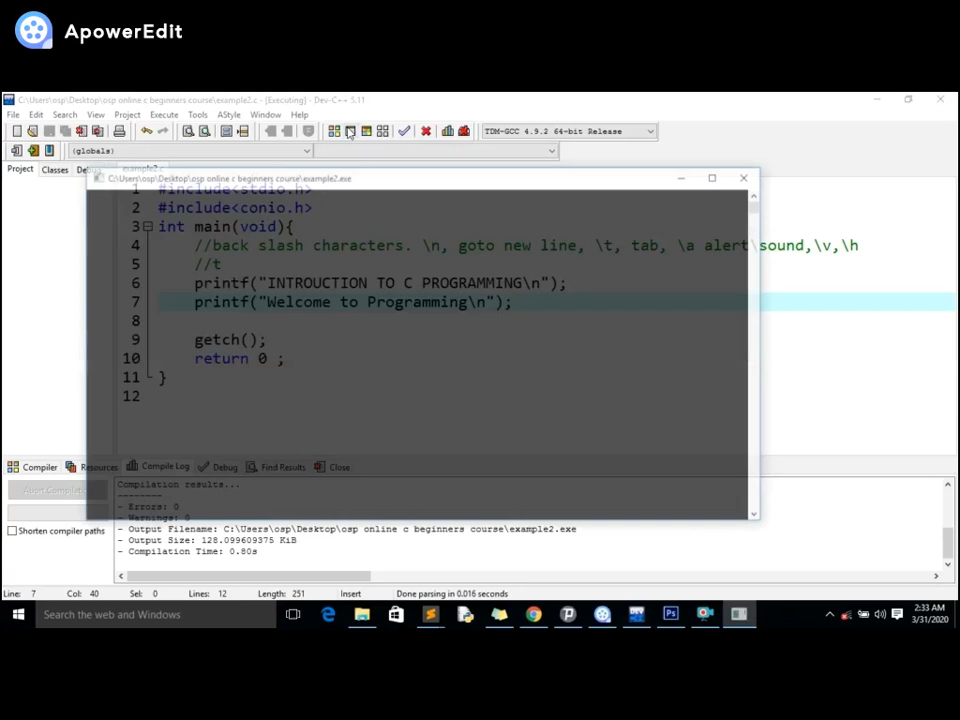 ApowerEdit
C:\Users\osp\Desktop\osp online c beginners course\example2.c - [Executing] - Dev-C++ 5.11
File Edit Search View Project Execute Tools AStyle Window Help
TDM-GCC 4.9.2 64-bit Release
(globals)
Project Classes Debug example2.c
C:\Users\osp\Desktop\osp online c beginners course\example2.exe
1 #include<stdio.h>
2 #include<conio.h>
3 int main(void){
4 //back slash characters. \n, goto new line, \t, tab, \a alert\sound,\v,\h
5 //t
6 printf("INTROUCTION TO C PROGRAMMING\n");
7 printf("Welcome to Programming\n");
8
9 getch();
10 return 0 ;
11 }
12
Compiler Resources Compile Log Debug Find Results Close
Abort Compilation
Shorten compiler paths
Compilation results...
--------
- Errors: 0
- Warnings: 0
- Output Filename: C:\Users\osp\Desktop\osp online c beginners course\example2.exe
- Output Size: 128.099609375 KiB
- Compilation Time: 0.80s
Line: 7 Col: 40 Sel: 0 Lines: 12 Length: 251 Insert Done parsing in 0.016 seconds
Search the web and Windows
2:33 AM
3/31/2020